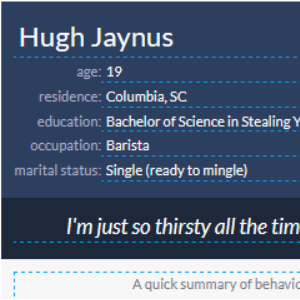 Hugh Jaynus
age: 19
residence: Columbia, SC
education: Bachelor of Science in Stealing Y
occupation: Barista
marital status: Single (ready to mingle)
I'm just so thirsty all the tim
A quick summary of behavio